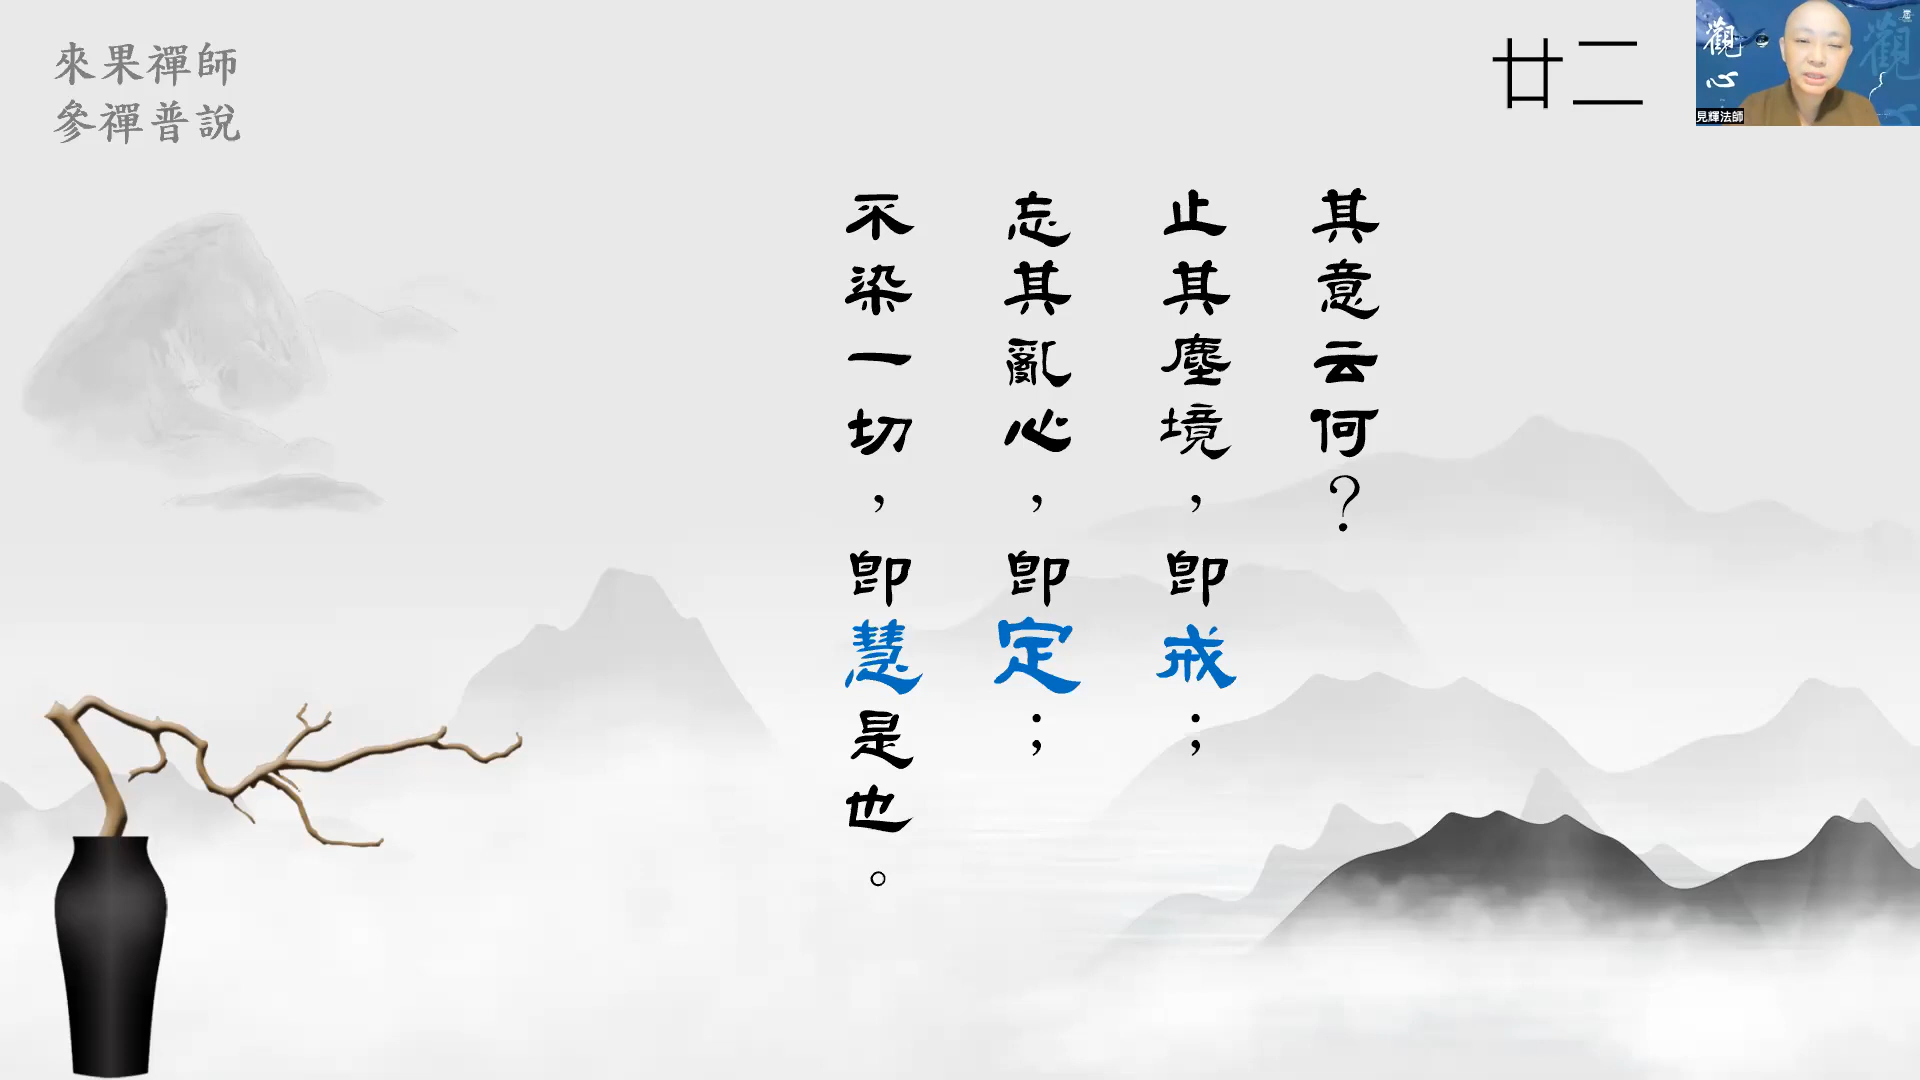 來果禪師
參禪普說
廿二
其意云何？
止其塵境，即戒；
忘其亂心，即定；
不染一切，即慧是也。
觀心
見輝法師